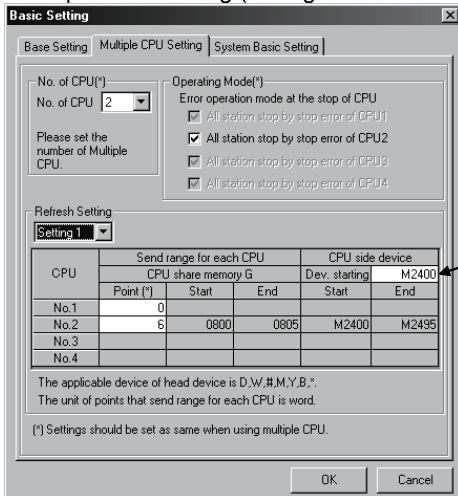 Basic Setting
Base Setting Multiple CPU Setting System Basic Setting
No. of CPU(*)
No. of CPU 2
Please set the
number of Multiple
CPU.
Operating Mode(*)
Error operation mode at the stop of CPU
All station stop by stop error of CPU1
All station stop by stop error of CPU2
All station stop by stop error of CPU3
All station stop by stop error of CPU4
Refresh Setting
Setting 1
CPU Send range for each CPU CPU side device
CPU share memory G Dev. starting M2400
Point (*) Start End Start End
No.1 0
No.2 6 0800 0805 M2400 M2495
No.3
No.4
The applicable device of head device is D,W,#,M,Y,B,*.
The unit of points that send range for each CPU is word.
(*) Settings should be set as same when using multiple CPU.
OK Cancel